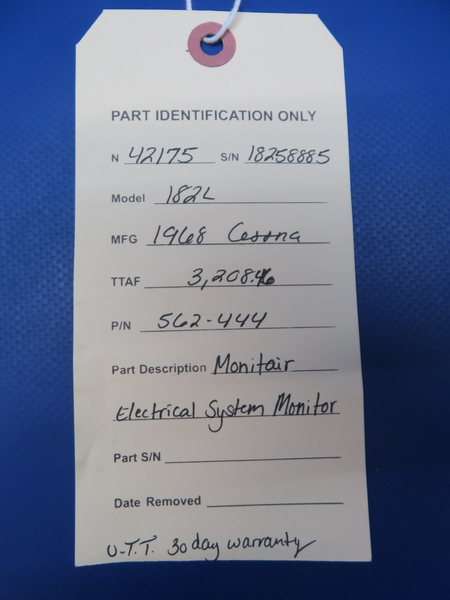 PART IDENTIFICATION ONLY
N 42175 S/N 18258885
Model 182L
MFG 1968 Cessna
TTAF 3,208.46
P/N 562-444
Part Description Monitair
Electrical System Monitor
Part S/N
Date Removed
U.T.T. 30 day warranty